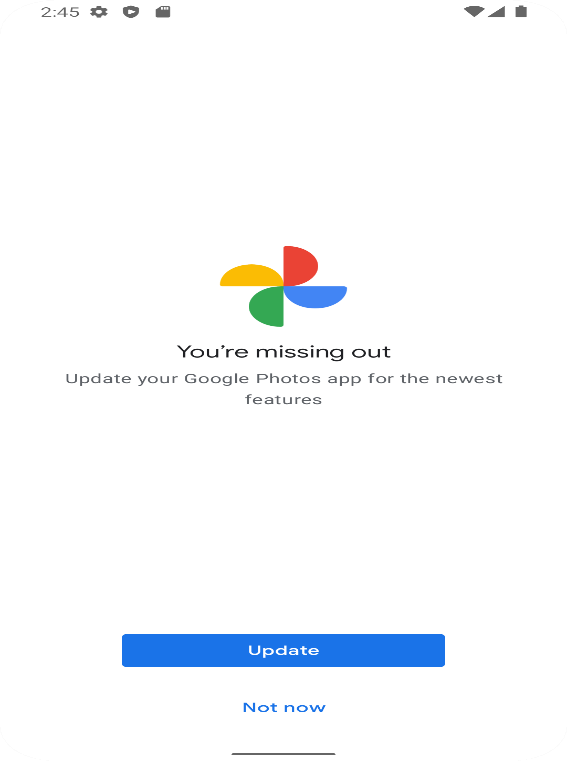 2:45
You’re missing out
Update your Google Photos app for the newest
features
Update
Not now